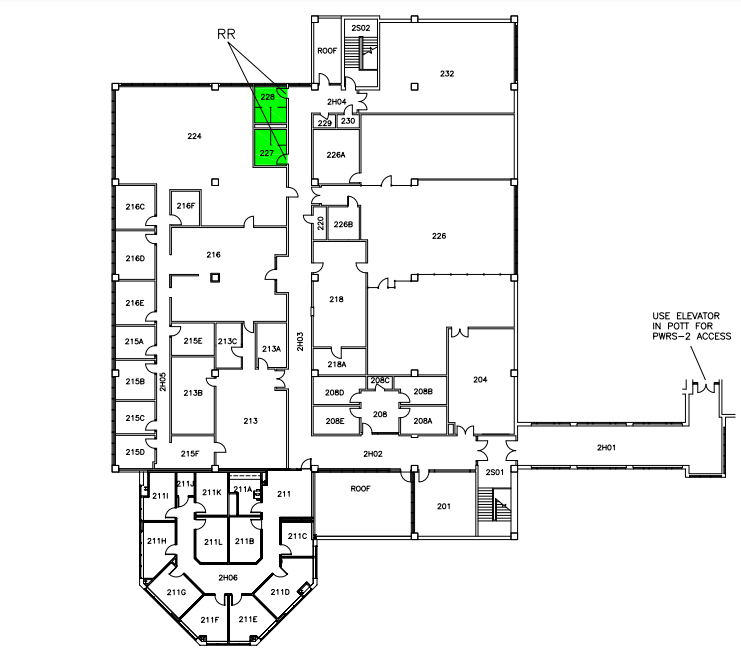 2S02
RR
ROOF
232
228
2H04
229
230
224
227
226A
216C
216F
220
226B
226
216
216D
216E
218
USE ELEVATOR
IN POTT FOR
PWRS-2 ACCESS
215A
215E
213C
213A
2H03
218A
215B
2H05
213B
208D
208C
208B
204
215C
213
208E
208
208A
215D
215F
2H02
2H01
2S01
211I
211J
211K
211A
211
ROOF
201
211H
211L
211B
211C
2H06
211G
211D
211F
211E